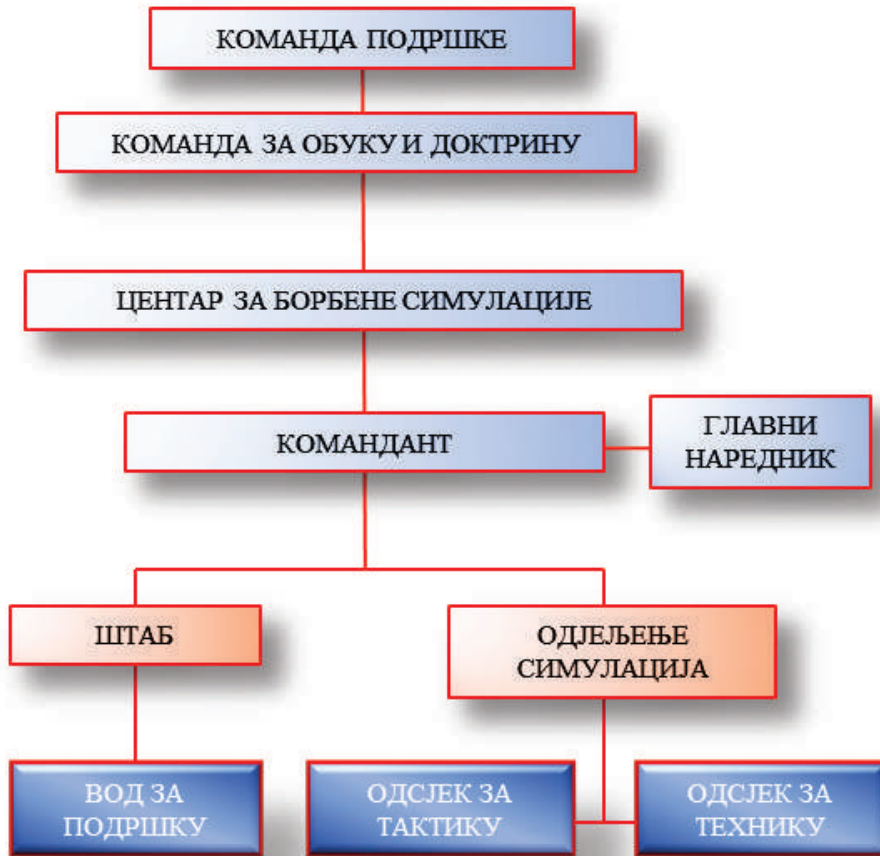 КОМАНДА ПОДРШКЕ
КОМАНДА ЗА ОБУКУ И ДОКТРИНУ
ЦЕНТАР ЗА БОРБЕНЕ СИМУЛАЦИЈЕ
КОМАНДАНТ
ГЛАВНИ
НАРЕДНИК
ШТАБ
ОДЈЕЉЕЊЕ
СИМУЛАЦИЈА
ВОД ЗА
ПОДРШКУ
ОДСЈЕК ЗА
ТАКТИКУ
ОДСЈЕК ЗА
ТЕХНИКУ